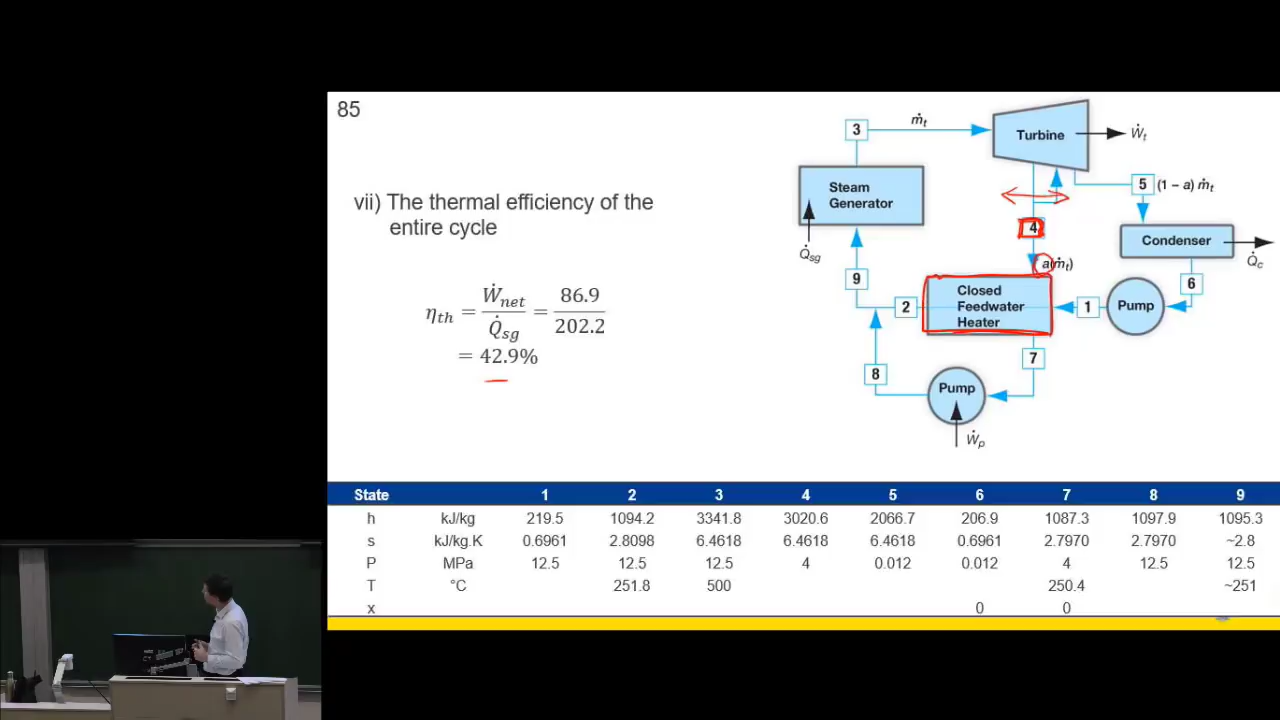 85
vii) The thermal efficiency of the
entire cycle
η_th = Ẇ_net / Q̇_sg = 86.9 / 202.2
= 42.9%
3
ṁ_t
Turbine
Ẇ_t
Steam
Generator
5
(1 − a) ṁ_t
4
Condenser
Q̇_sg
Q̇_c
a(ṁ_t)
9
6
Closed
Feedwater
Heater
2
1
Pump
7
8
Pump
Ẇ_p
State 1 2 3 4 5 6 7 8 9
h kJ/kg 219.5 1094.2 3341.8 3020.6 2066.7 206.9 1087.3 1097.9 1095.3
s kJ/kg.K 0.6961 2.8098 6.4618 6.4618 6.4618 0.6961 2.7970 2.7970 ~2.8
P MPa 12.5 12.5 12.5 4 0.012 0.012 4 12.5 12.5
T °C 251.8 500 250.4 ~251
x 0 0